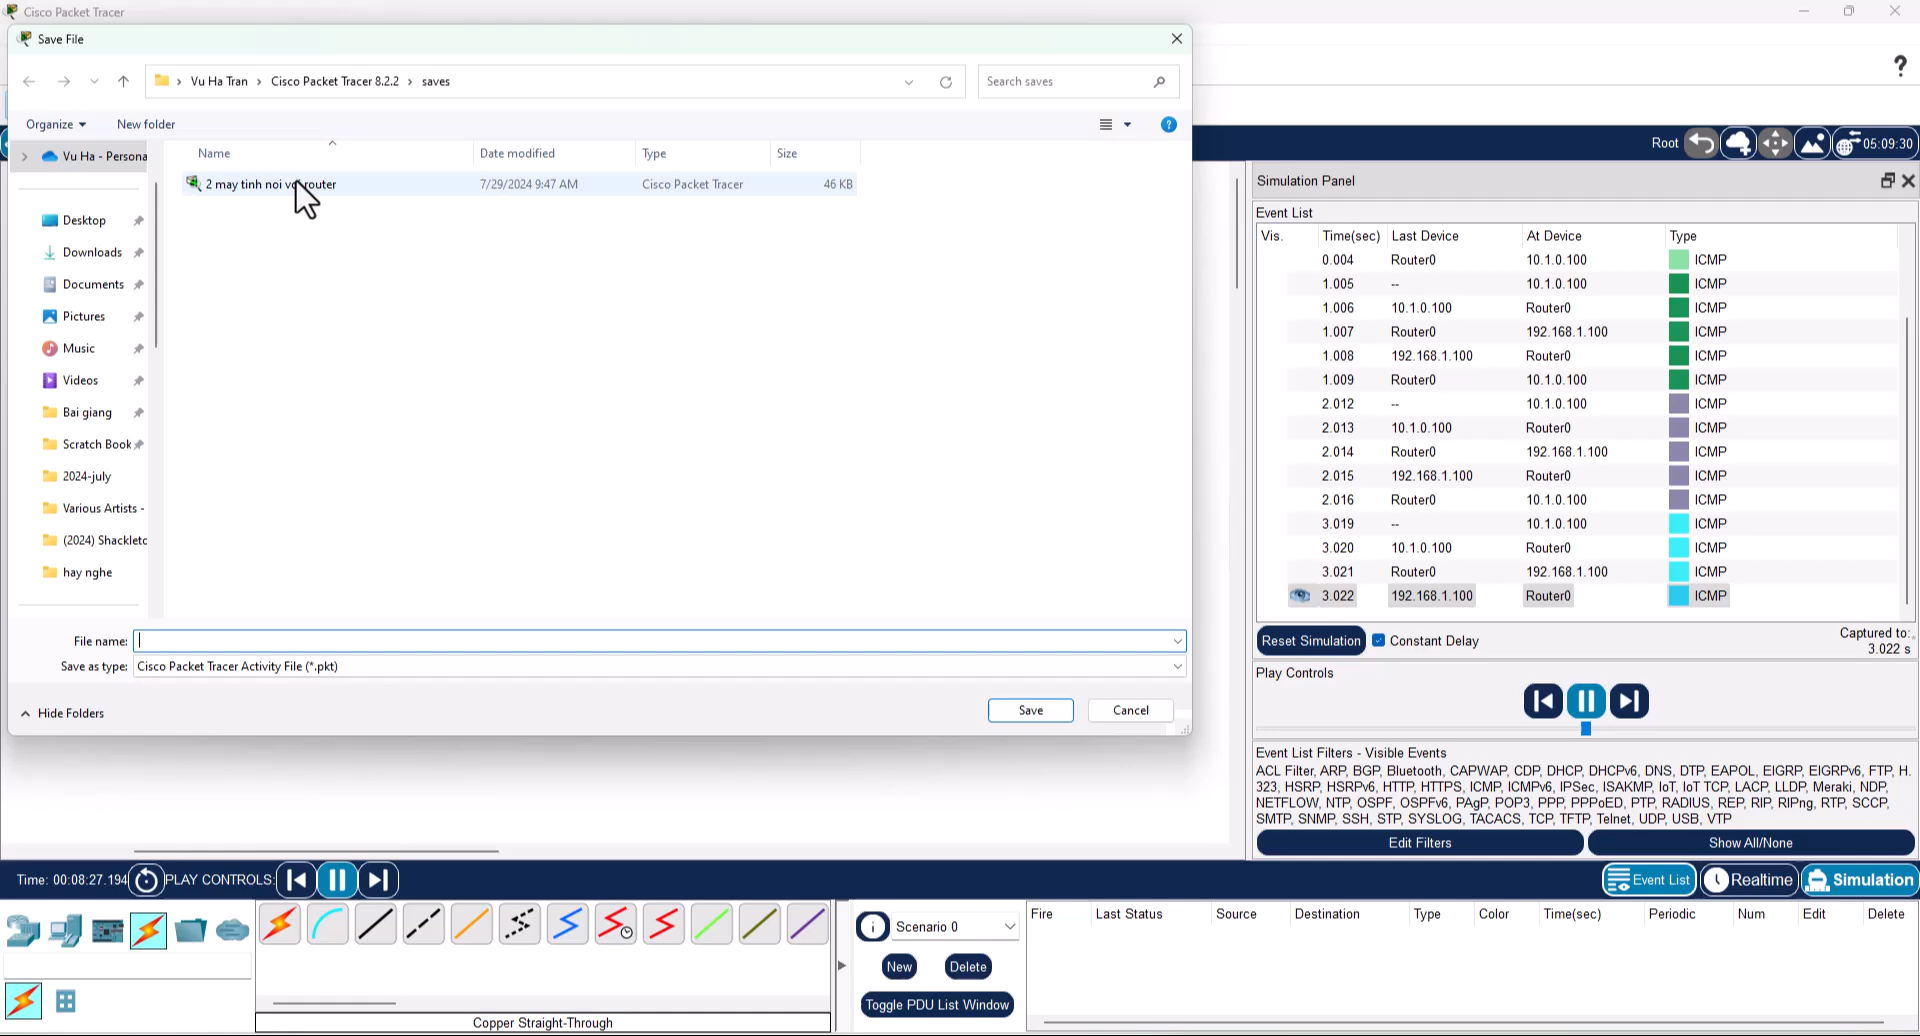 Cisco Packet Tracer
Save File
Vu Ha Tran > Cisco Packet Tracer 8.2.2 > saves
Search saves
Organize
New folder
Vu Ha - Persona
Desktop
Downloads
Documents
Pictures
Music
Videos
Bai giang
Scratch Book
2024-july
Various Artists -
(2024) Shackletc
hay nghe
Name Date modified Type Size
2 may tinh noi router 7/29/2024 9:47 AM Cisco Packet Tracer 46 KB
File name:
Save as type: Cisco Packet Tracer Activity File (*.pkt)
Hide Folders
Save Cancel
?
Root
05:09:30
Simulation Panel
Event List
Vis. Time(sec) Last Device At Device Type
0.004 Router0 10.1.0.100 ICMP
1.005 -- 10.1.0.100 ICMP
1.006 10.1.0.100 Router0 ICMP
1.007 Router0 192.168.1.100 ICMP
1.008 192.168.1.100 Router0 ICMP
1.009 Router0 10.1.0.100 ICMP
2.012 -- 10.1.0.100 ICMP
2.013 10.1.0.100 Router0 ICMP
2.014 Router0 192.168.1.100 ICMP
2.015 192.168.1.100 Router0 ICMP
2.016 Router0 10.1.0.100 ICMP
3.019 -- 10.1.0.100 ICMP
3.020 10.1.0.100 Router0 ICMP
3.021 Router0 192.168.1.100 ICMP
3.022 192.168.1.100 Router0 ICMP
Reset Simulation Constant Delay
Captured to:
3.022 s
Play Controls
Event List Filters - Visible Events
ACL Filter, ARP, BGP, Bluetooth, CAPWAP, CDP, DHCP, DHCPv6, DNS, DTP, EAPOL, EIGRP, EIGRPv6, FTP, H.
323, HSRP, HSRPv6, HTTP, HTTPS, ICMP, ICMPv6, IPSec, ISAKMP, IoT, IoT TCP, LACP, LLDP, Meraki, NDP,
NETFLOW, NTP, OSPF, OSPFv6, PAgP, POP3, PPP, PPPoED, PTP, RADIUS, REP, RIP, RIPng, RTP, SCCP,
SMTP, SNMP, SSH, STP, SYSLOG, TACACS, TCP, TFTP, Telnet, UDP, USB, VTP
Edit Filters Show All/None
Time: 00:08:27.194 PLAY CONTROLS:
Event List Realtime Simulation
Scenario 0
New Delete
Toggle PDU List Window
Fire Last Status Source Destination Type Color Time(sec) Periodic Num Edit Delete
Copper Straight-Through